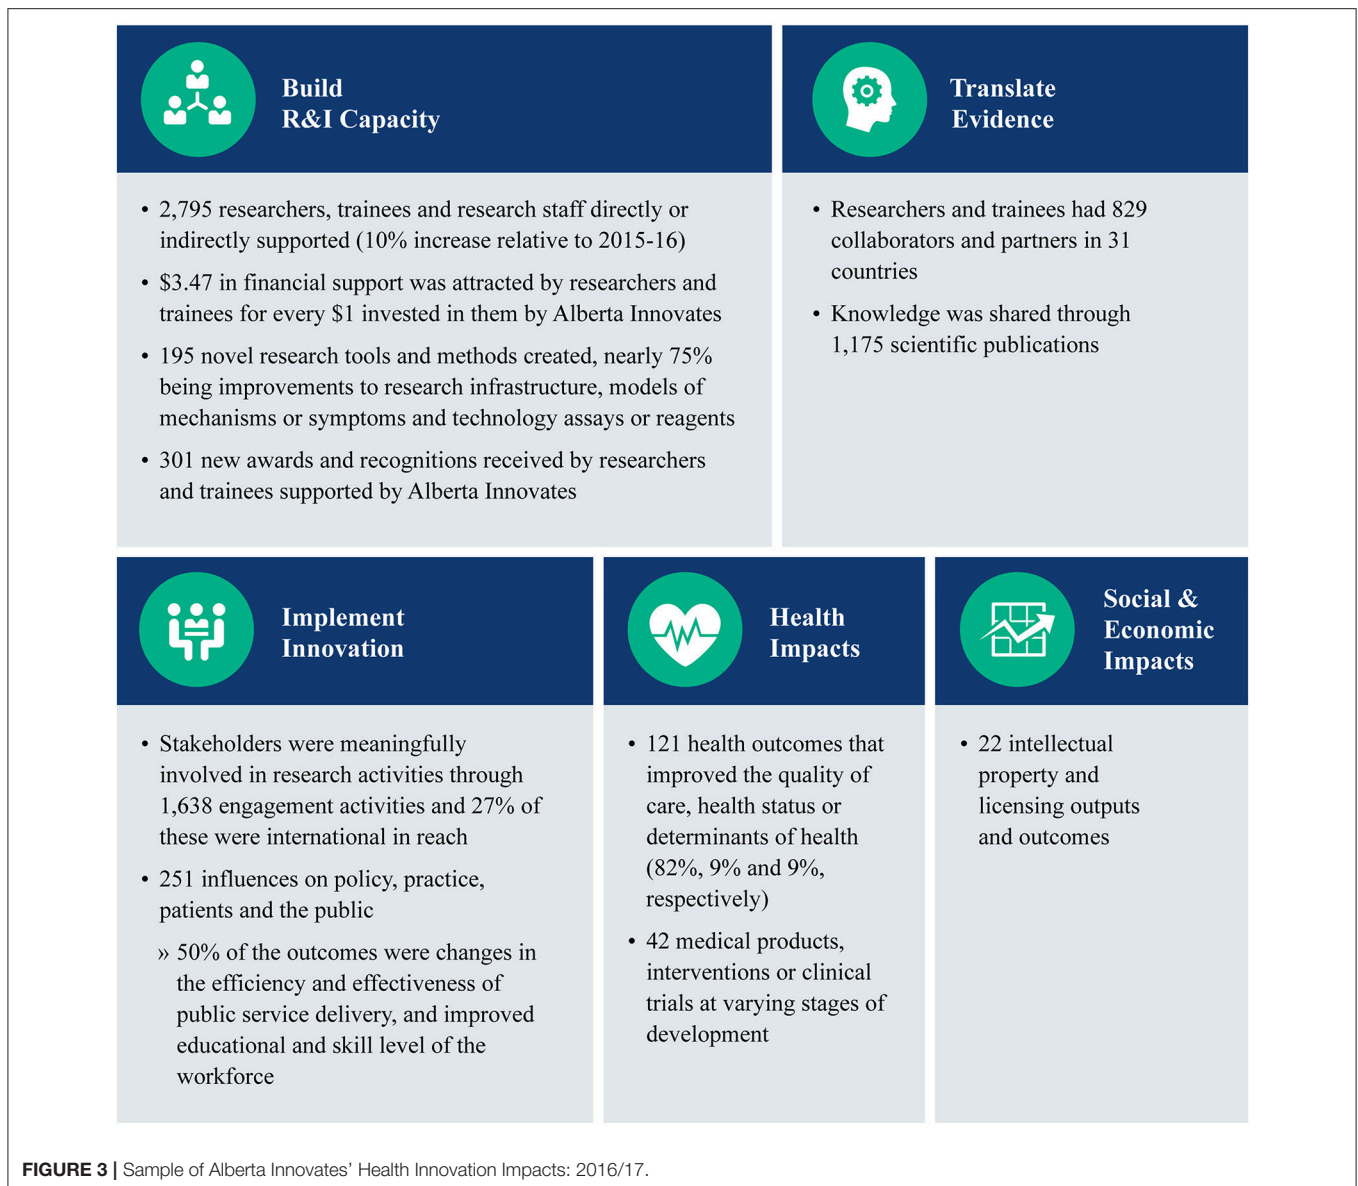 Build
R&I Capacity
• 2,795 researchers, trainees and research staff directly or
indirectly supported (10% increase relative to 2015-16)
• $3.47 in financial support was attracted by researchers and
trainees for every $1 invested in them by Alberta Innovates
• 195 novel research tools and methods created, nearly 75%
being improvements to research infrastructure, models of
mechanisms or symptoms and technology assays or reagents
• 301 new awards and recognitions received by researchers
and trainees supported by Alberta Innovates
Translate
Evidence
• Researchers and trainees had 829
collaborators and partners in 31
countries
• Knowledge was shared through
1,175 scientific publications
Implement
Innovation
• Stakeholders were meaningfully
involved in research activities through
1,638 engagement activities and 27% of
these were international in reach
• 251 influences on policy, practice,
patients and the public
» 50% of the outcomes were changes in
the efficiency and effectiveness of
public service delivery, and improved
educational and skill level of the
workforce
Health
Impacts
• 121 health outcomes that
improved the quality of
care, health status or
determinants of health
(82%, 9% and 9%,
respectively)
• 42 medical products,
interventions or clinical
trials at varying stages of
development
Social &
Economic
Impacts
• 22 intellectual
property and
licensing outputs
and outcomes
FIGURE 3 | Sample of Alberta Innovates' Health Innovation Impacts: 2016/17.